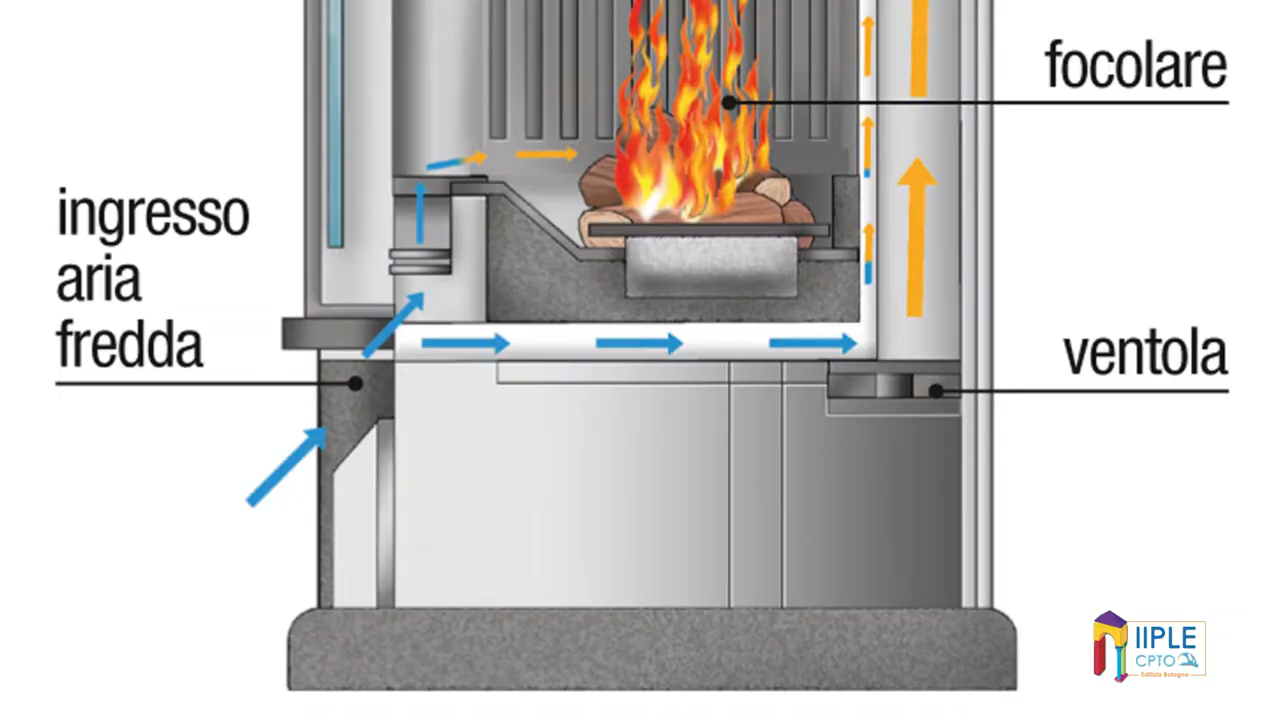 focolare
ingresso
aria
fredda
ventola
IIPLE
CPTO
Edilizia Bologna